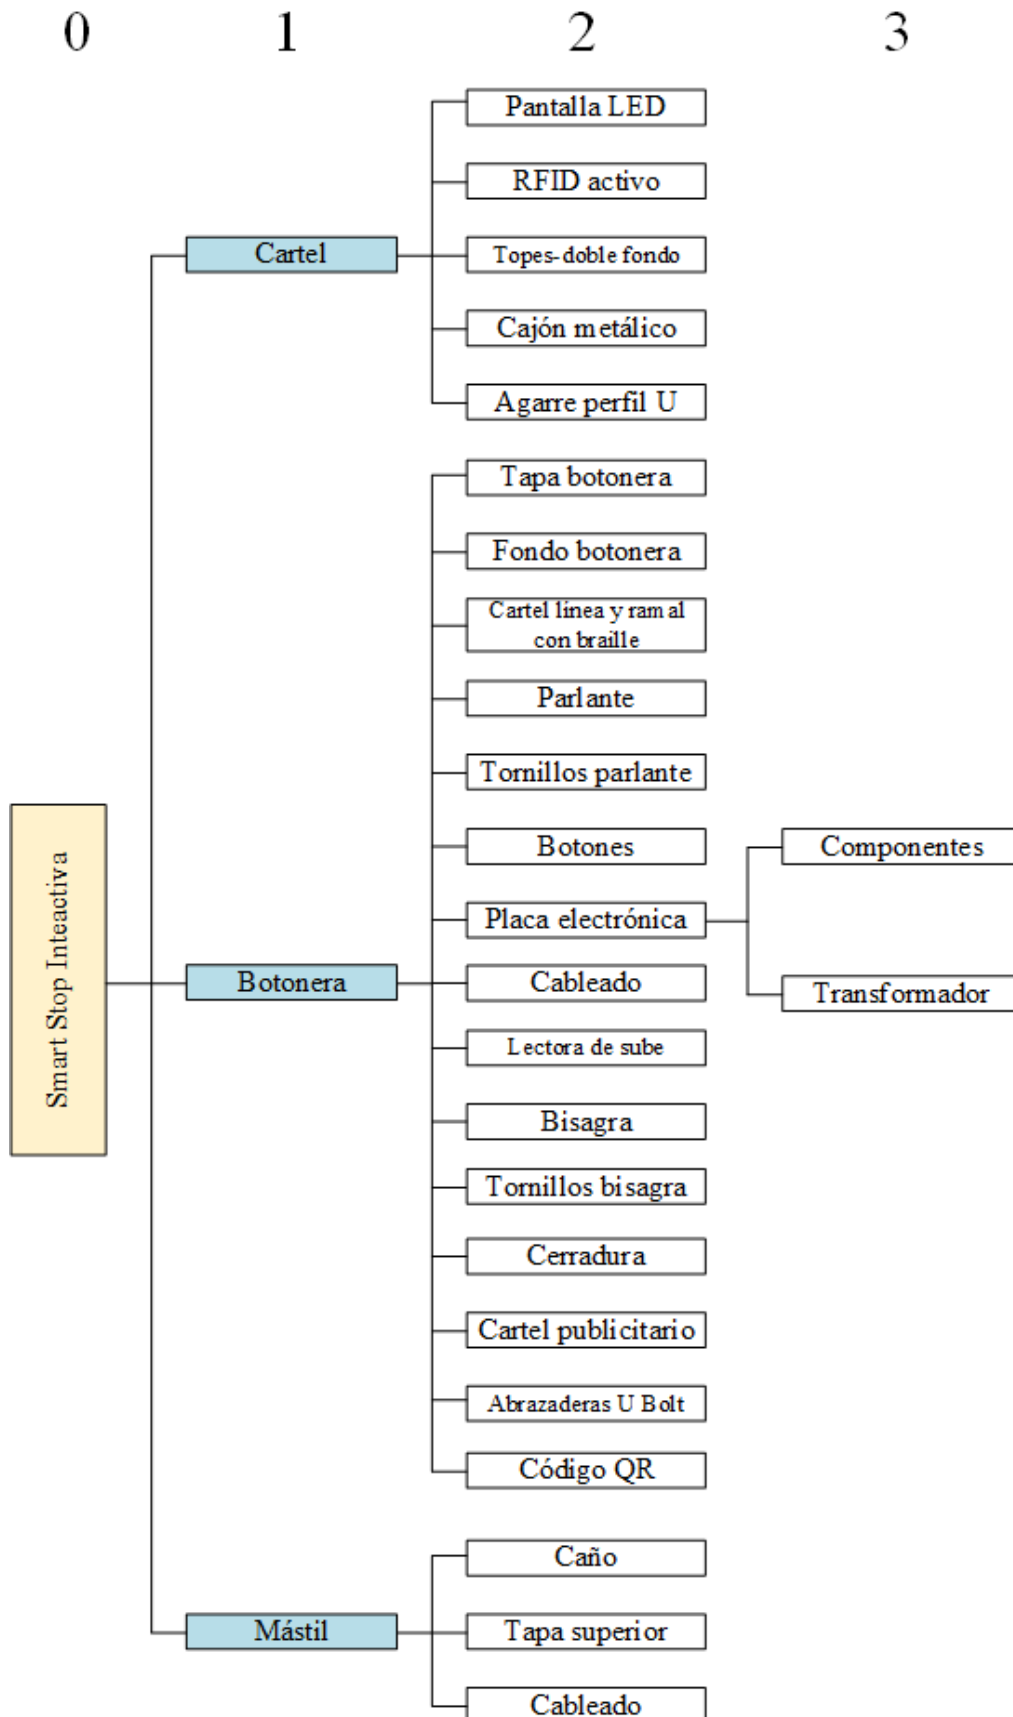 0 1 2 3
Pantalla LED
RFID activo
Cartel
Topes-doble fondo
Cajón metálico
Agarre perfil U
Tapa botonera
Fondo botonera
Cartel linea y ramal
con braille
Parlante
Tornillos parlante
Botones
Componentes
Placa electrónica
Smart Stop Inteactiva
Botonera
Cableado
Transformador
Lectora de sube
Bisagra
Tornillos bisagra
Cerradura
Cartel publicitario
Abrazaderas U Bolt
Código QR
Caño
Mástil
Tapa superior
Cableado